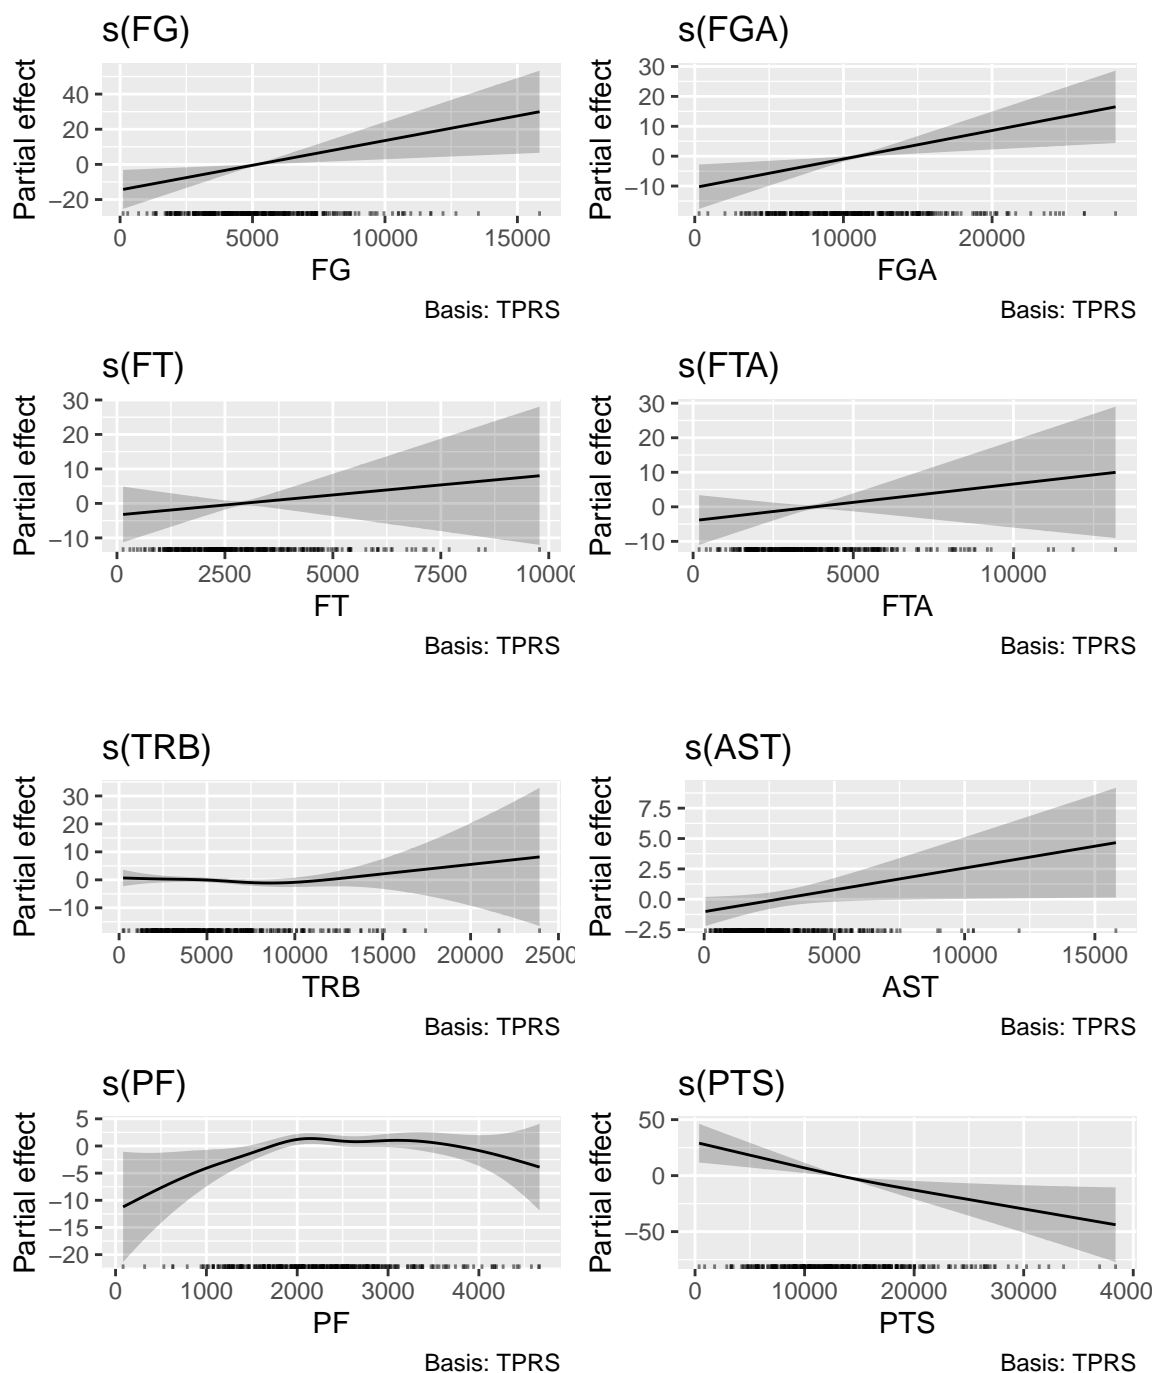 s(FG)
Partial effect
40
20
0
−20
0 5000 10000 15000
FG
Basis: TPRS
s(FGA)
Partial effect
30
20
10
0
−10
0 10000 20000
FGA
Basis: TPRS
s(FT)
Partial effect
30
20
10
0
−10
0 2500 5000 7500 10000
FT
Basis: TPRS
s(FTA)
Partial effect
30
20
10
0
−10
0 5000 10000
FTA
Basis: TPRS
s(TRB)
Partial effect
30
20
10
0
−10
0 5000 10000 15000 20000 2500
TRB
Basis: TPRS
s(AST)
Partial effect
7.5
5.0
2.5
0.0
−2.5
0 5000 10000 15000
AST
Basis: TPRS
s(PF)
Partial effect
5
0
−5
−10
−15
−20
0 1000 2000 3000 4000
PF
Basis: TPRS
s(PTS)
Partial effect
50
0
−50
0 10000 20000 30000 4000
PTS
Basis: TPRS